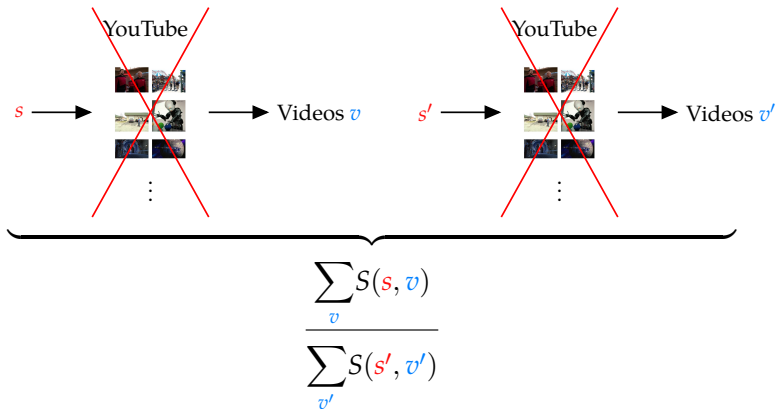 YouTube YouTube
s Videos v s′ Videos v′
⋮ ⋮
∑ S(s, v)
v
∑ S(s′, v′)
v′